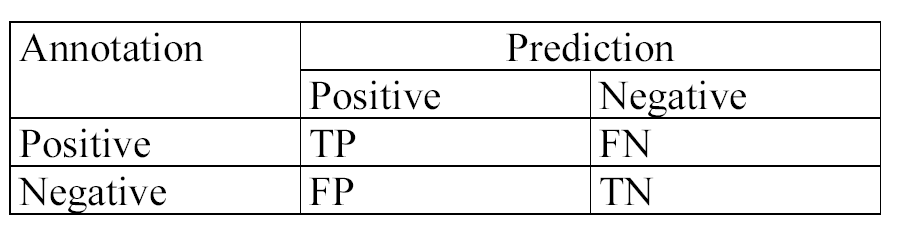 Annotation Prediction
Positive Negative
Positive TP FN
Negative FP TN